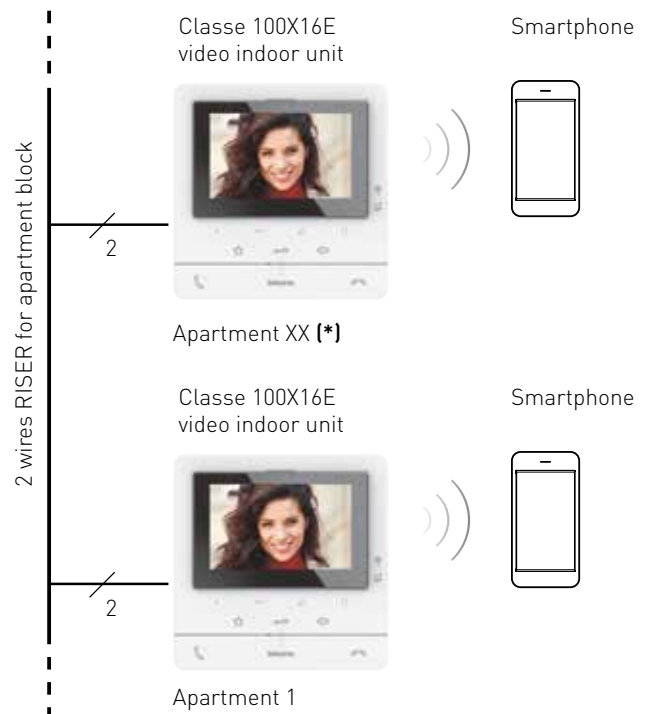 Classe 100X16E
video indoor unit
Smartphone
2 wires RISER for apartment block
2
Apartment XX (*)
Classe 100X16E
video indoor unit
Smartphone
2
Apartment 1